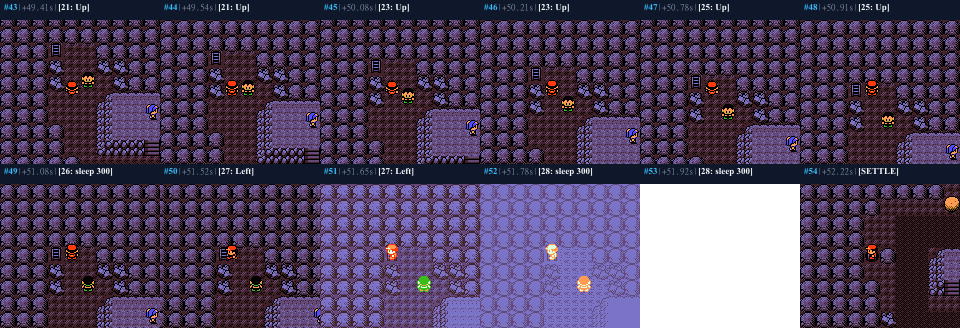 #43|+49.41s|[21: Up]
#44|+49.54s|[21: Up]
#45|+50.08s|[23: Up]
#46|+50.21s|[23: Up]
#47|+50.78s|[25: Up]
#48|+50.91s|[25: Up]
#49|+51.08s|[26: sleep 300]
#50|+51.52s|[27: Left]
#51|+51.65s|[27: Left]
#52|+51.78s|[28: sleep 300]
#53|+51.92s|[28: sleep 300]
#54|+52.22s|[SETTLE]